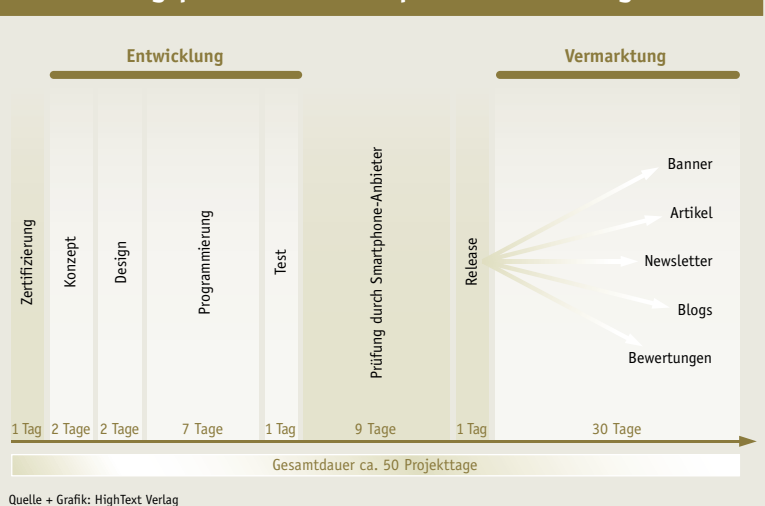 Entwicklung
Vermarktung
Zertifizierung
Konzept
Design
Programmierung
Test
Prüfung durch Smartphone-Anbieter
Release
Banner
Artikel
Newsletter
Blogs
Bewertungen
1 Tag 2 Tage 2 Tage 7 Tage 1 Tag 9 Tage 1 Tag 30 Tage
Gesamtdauer ca. 50 Projekttage
Quelle + Grafik: HighText Verlag